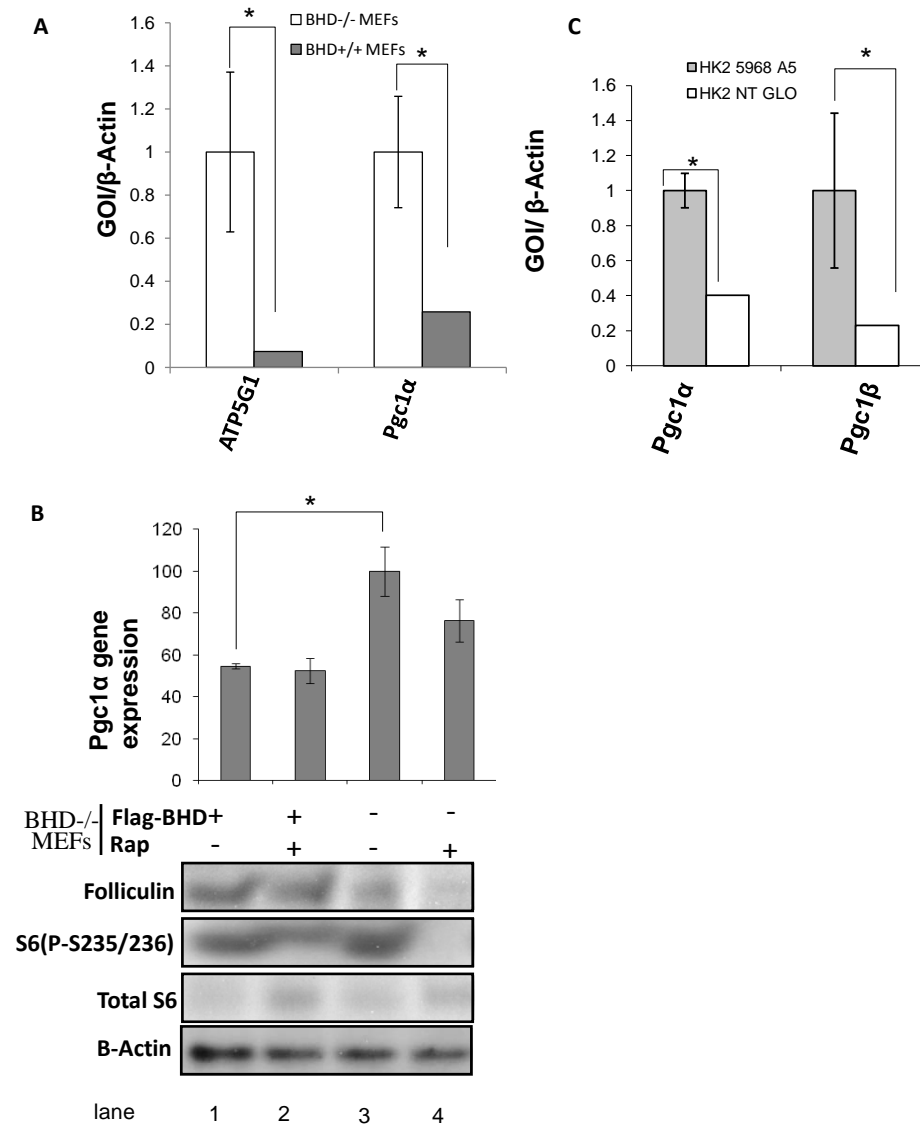 A
*
BHD-/- MEFs
BHD+/+ MEFs
*
GOI/β-Actin
1.6
1.4
1.2
1
0.8
0.6
0.4
0.2
0
ATP5G1
Pgc1α
C
HK2 5968 A5
HK2 NT GLO
*
*
GOI/ β-Actin
1.6
1.4
1.2
1
0.8
0.6
0.4
0.2
0
Pgc1α
Pgc1β
B
*
Pgc1α gene
expression
120
100
80
60
40
20
0
BHD-/-
MEFs
Flag-BHD+ + - -
Rap - + - +
Folliculin
S6(P-S235/236)
Total S6
B-Actin
lane 1 2 3 4